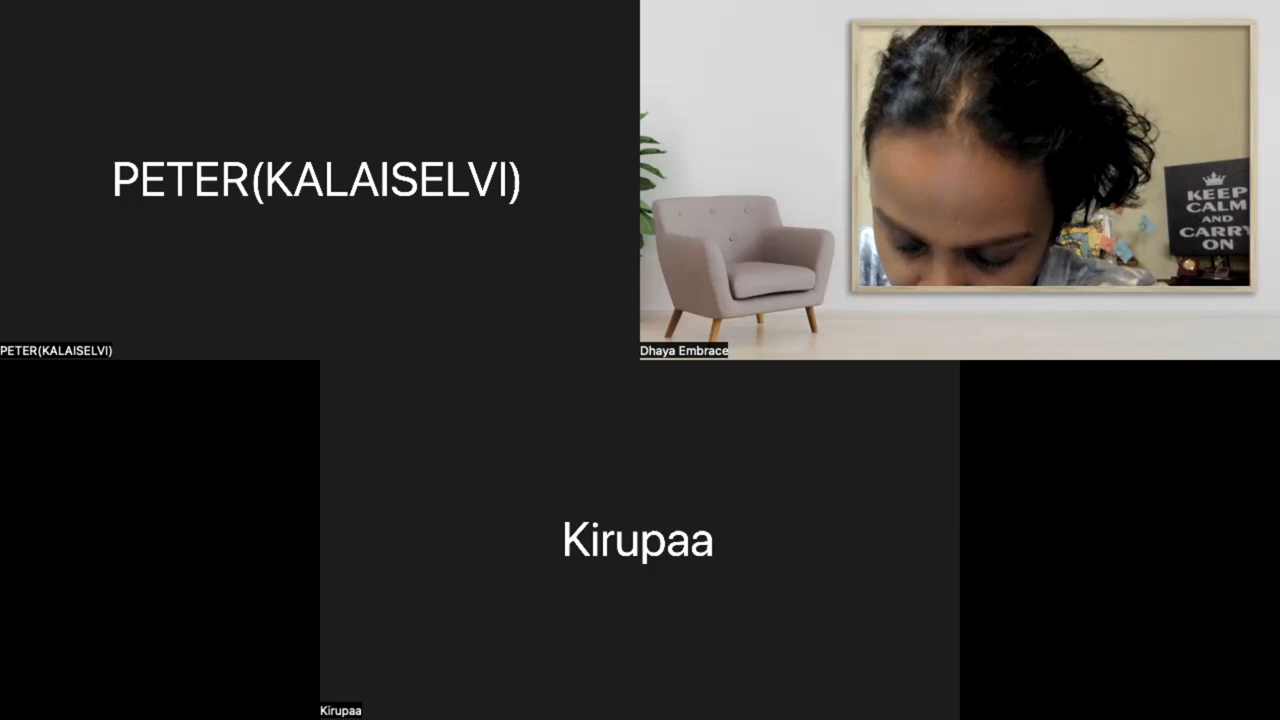 PETER(KALAISELVI)
KEEP
CALM
AND
CARRY
ON
PETER(KALAISELVI)
Dhaya Embrace
Kirupaa
Kirupaa